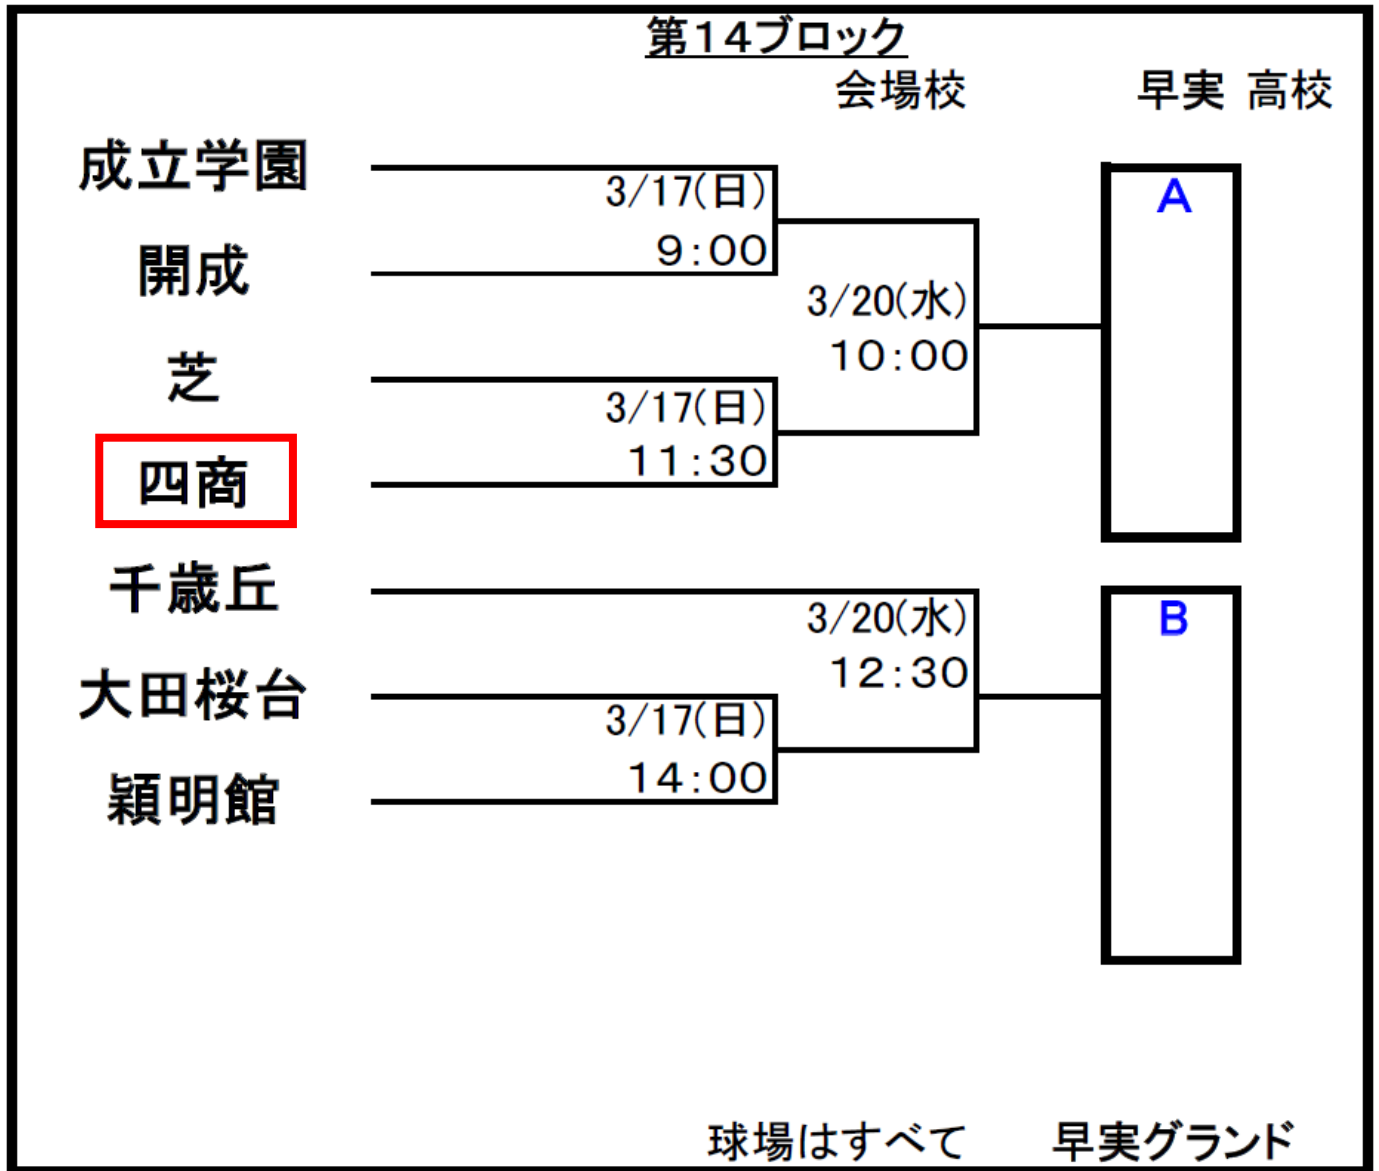 第14ブロック
会場校 早実 高校
成立学園
3/17(日)
9:00
開成
3/20(水)
10:00
芝
3/17(日)
11:30
四商
A
千歳丘
3/20(水)
12:30
大田桜台
3/17(日)
14:00
穎明館
B
球場はすべて 早実グランド